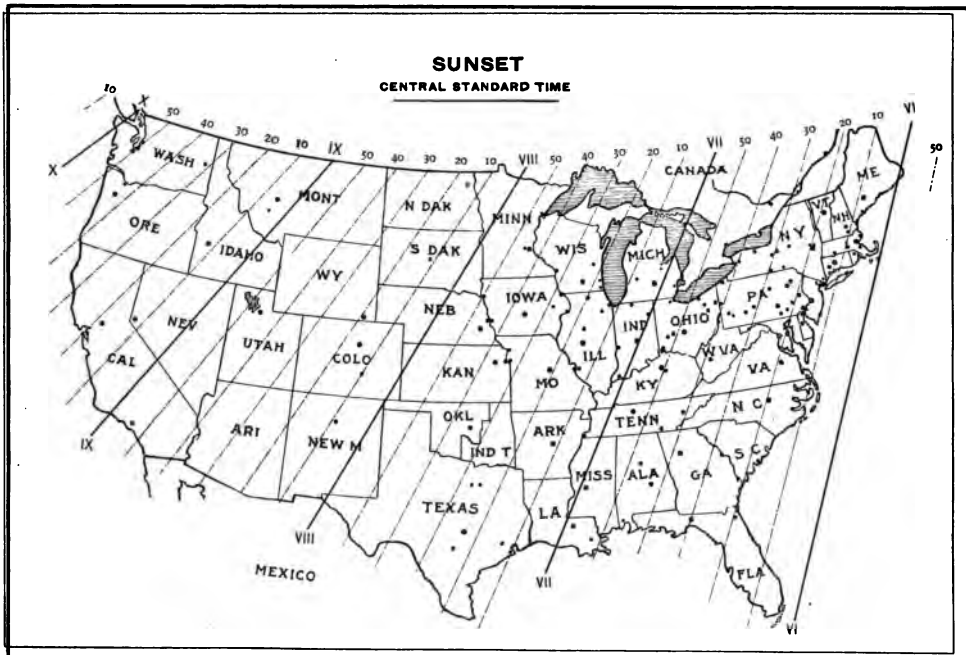 SUNSET
CENTRAL STANDARD TIME
10 X 50 40 30 20 10 IX 50 40 30 20 10 VIII 50 40 30 20 10 VII 50 40 30 20 10 VI
50
X
WASH
MONT
N DAK
MINN
CANADA
ME
VT
NH
ORE
IDAHO
S DAK
WIS
MICH
NY
WY
IOWA
PA
NEB
NEV
UTAH
COLO
ILL
IND
OHIO
CAL
KAN
MO
W VA
VA
KY
IX
ARI
NEW M
OKL
IND T
ARK
TENN
N C
S C
MISS
ALA
GA
TEXAS
LA
VIII
MEXICO
VII
FLA
VI